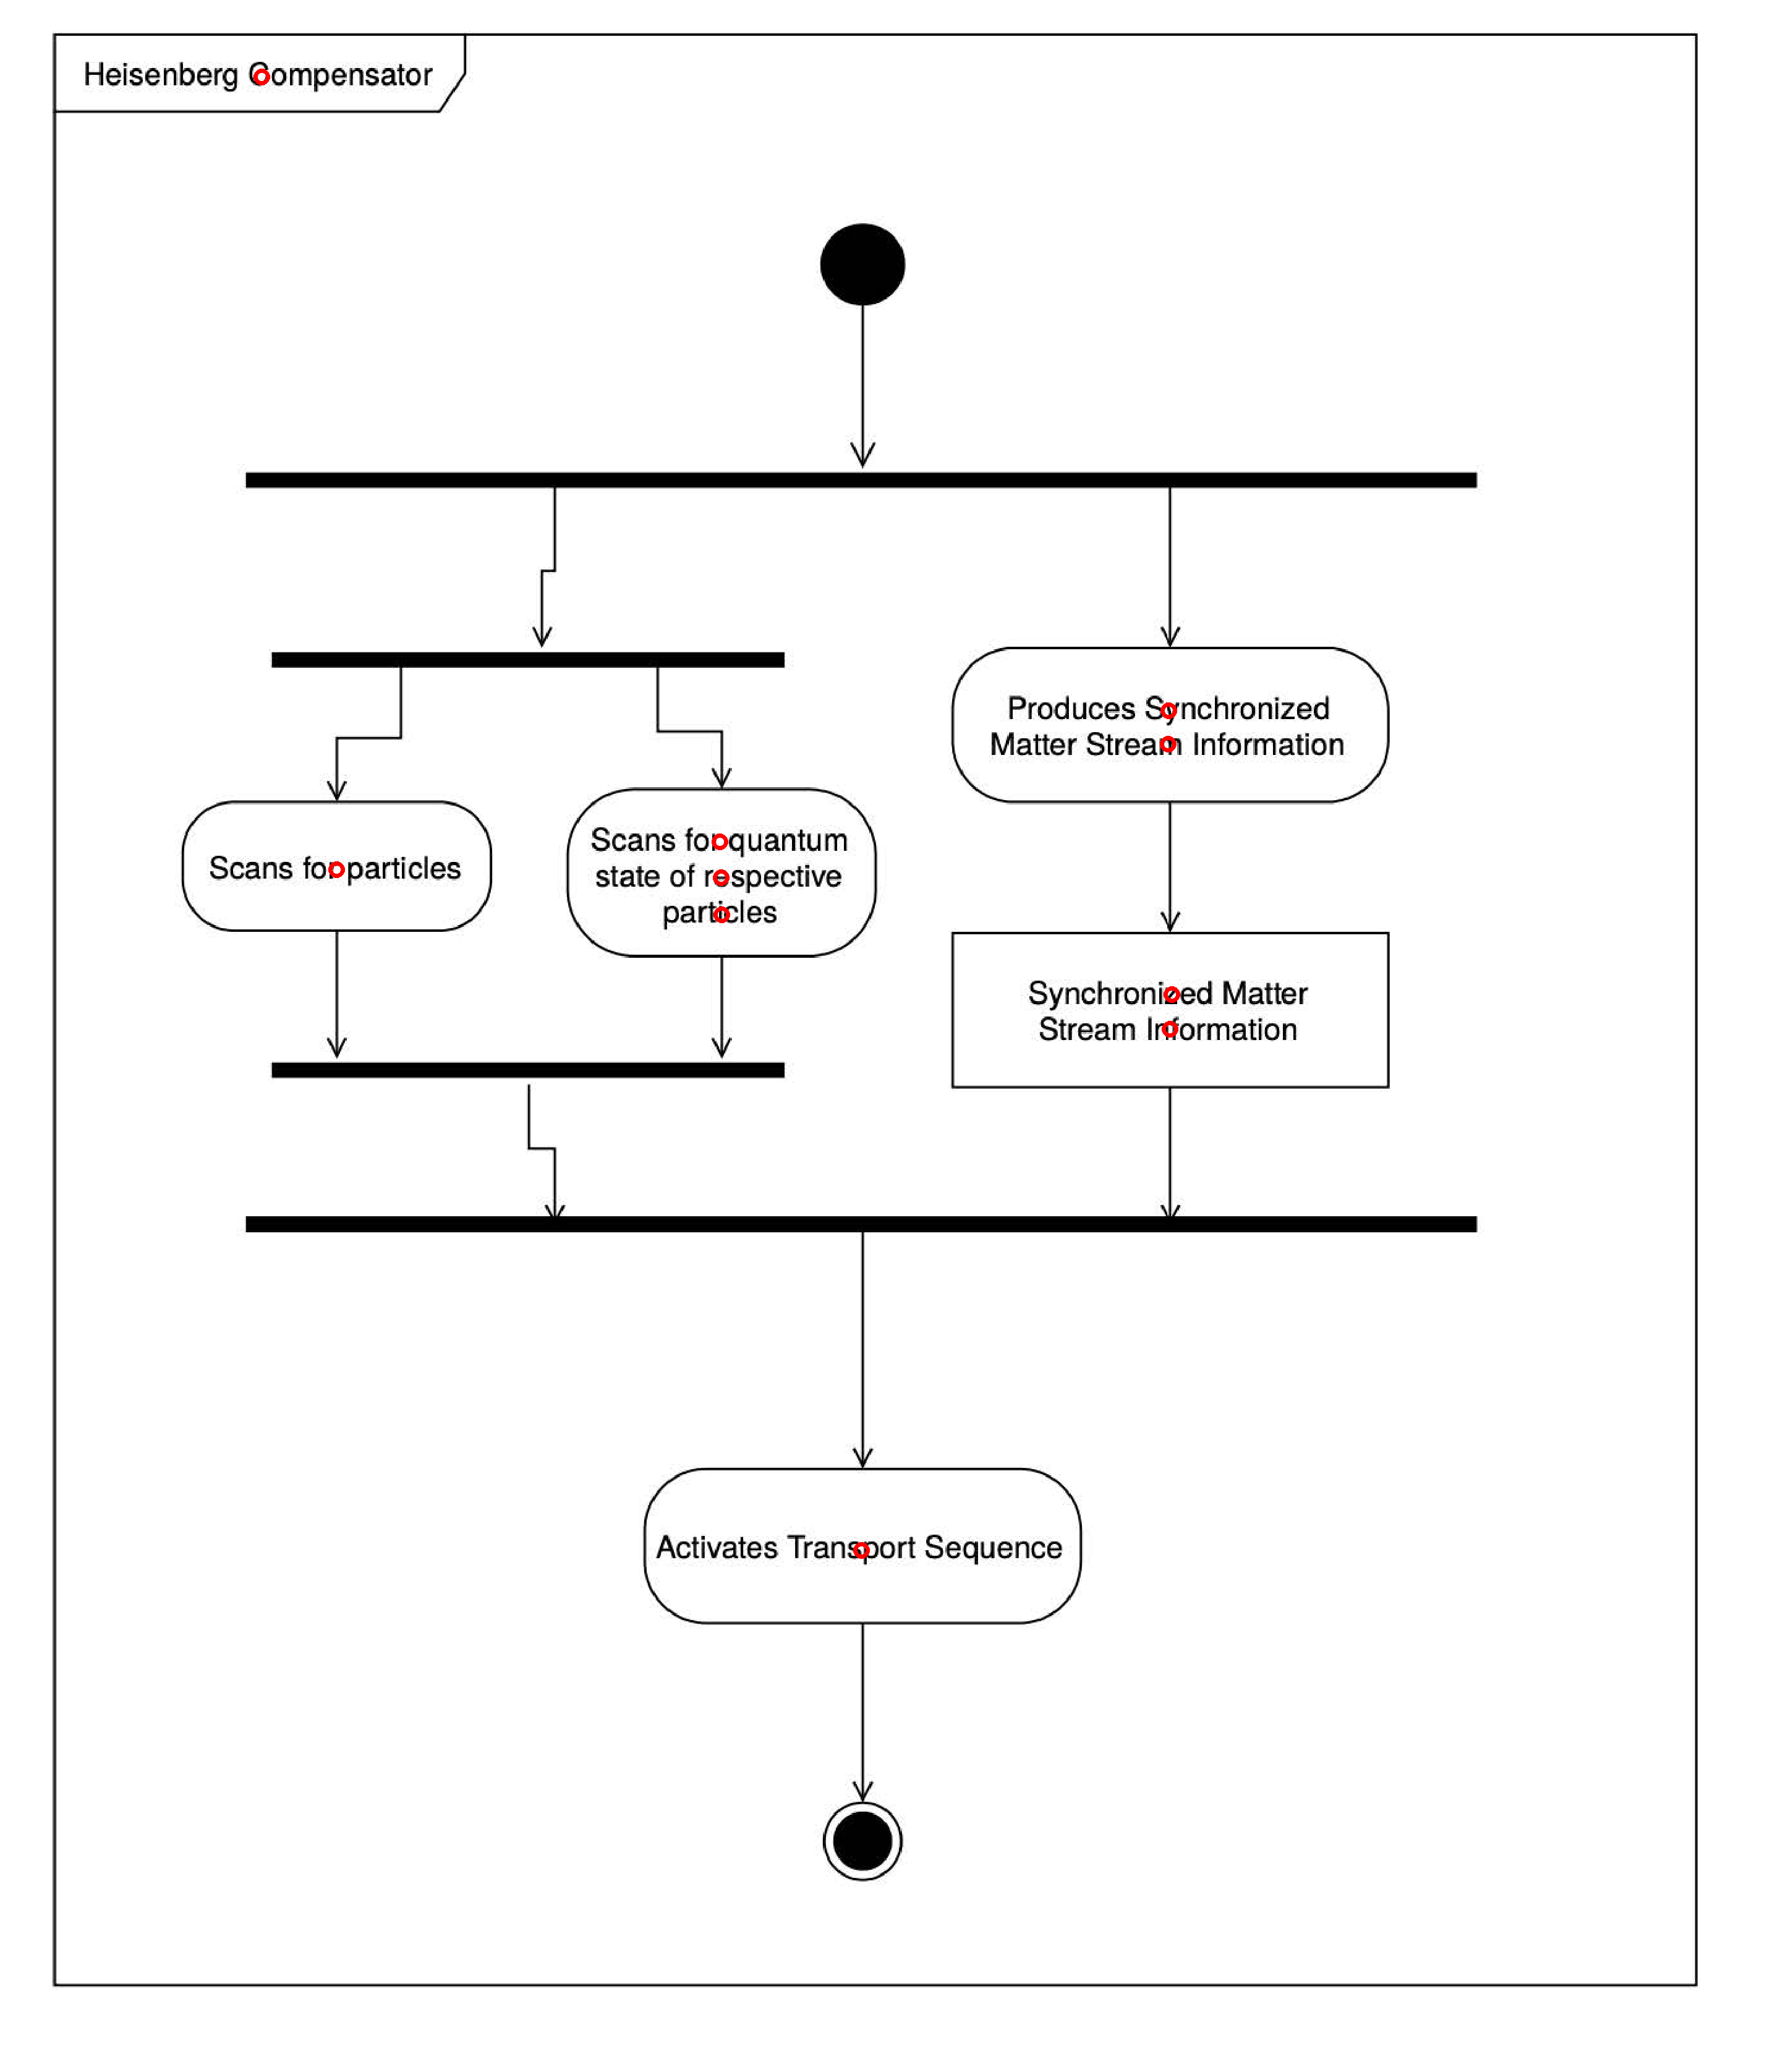 Heisenberg Compensator
Produces Synchronized
Matter Stream Information
Scans for particles
Scans for quantum
state of respective
particles
Synchronized Matter
Stream Information
Activates Transport Sequence